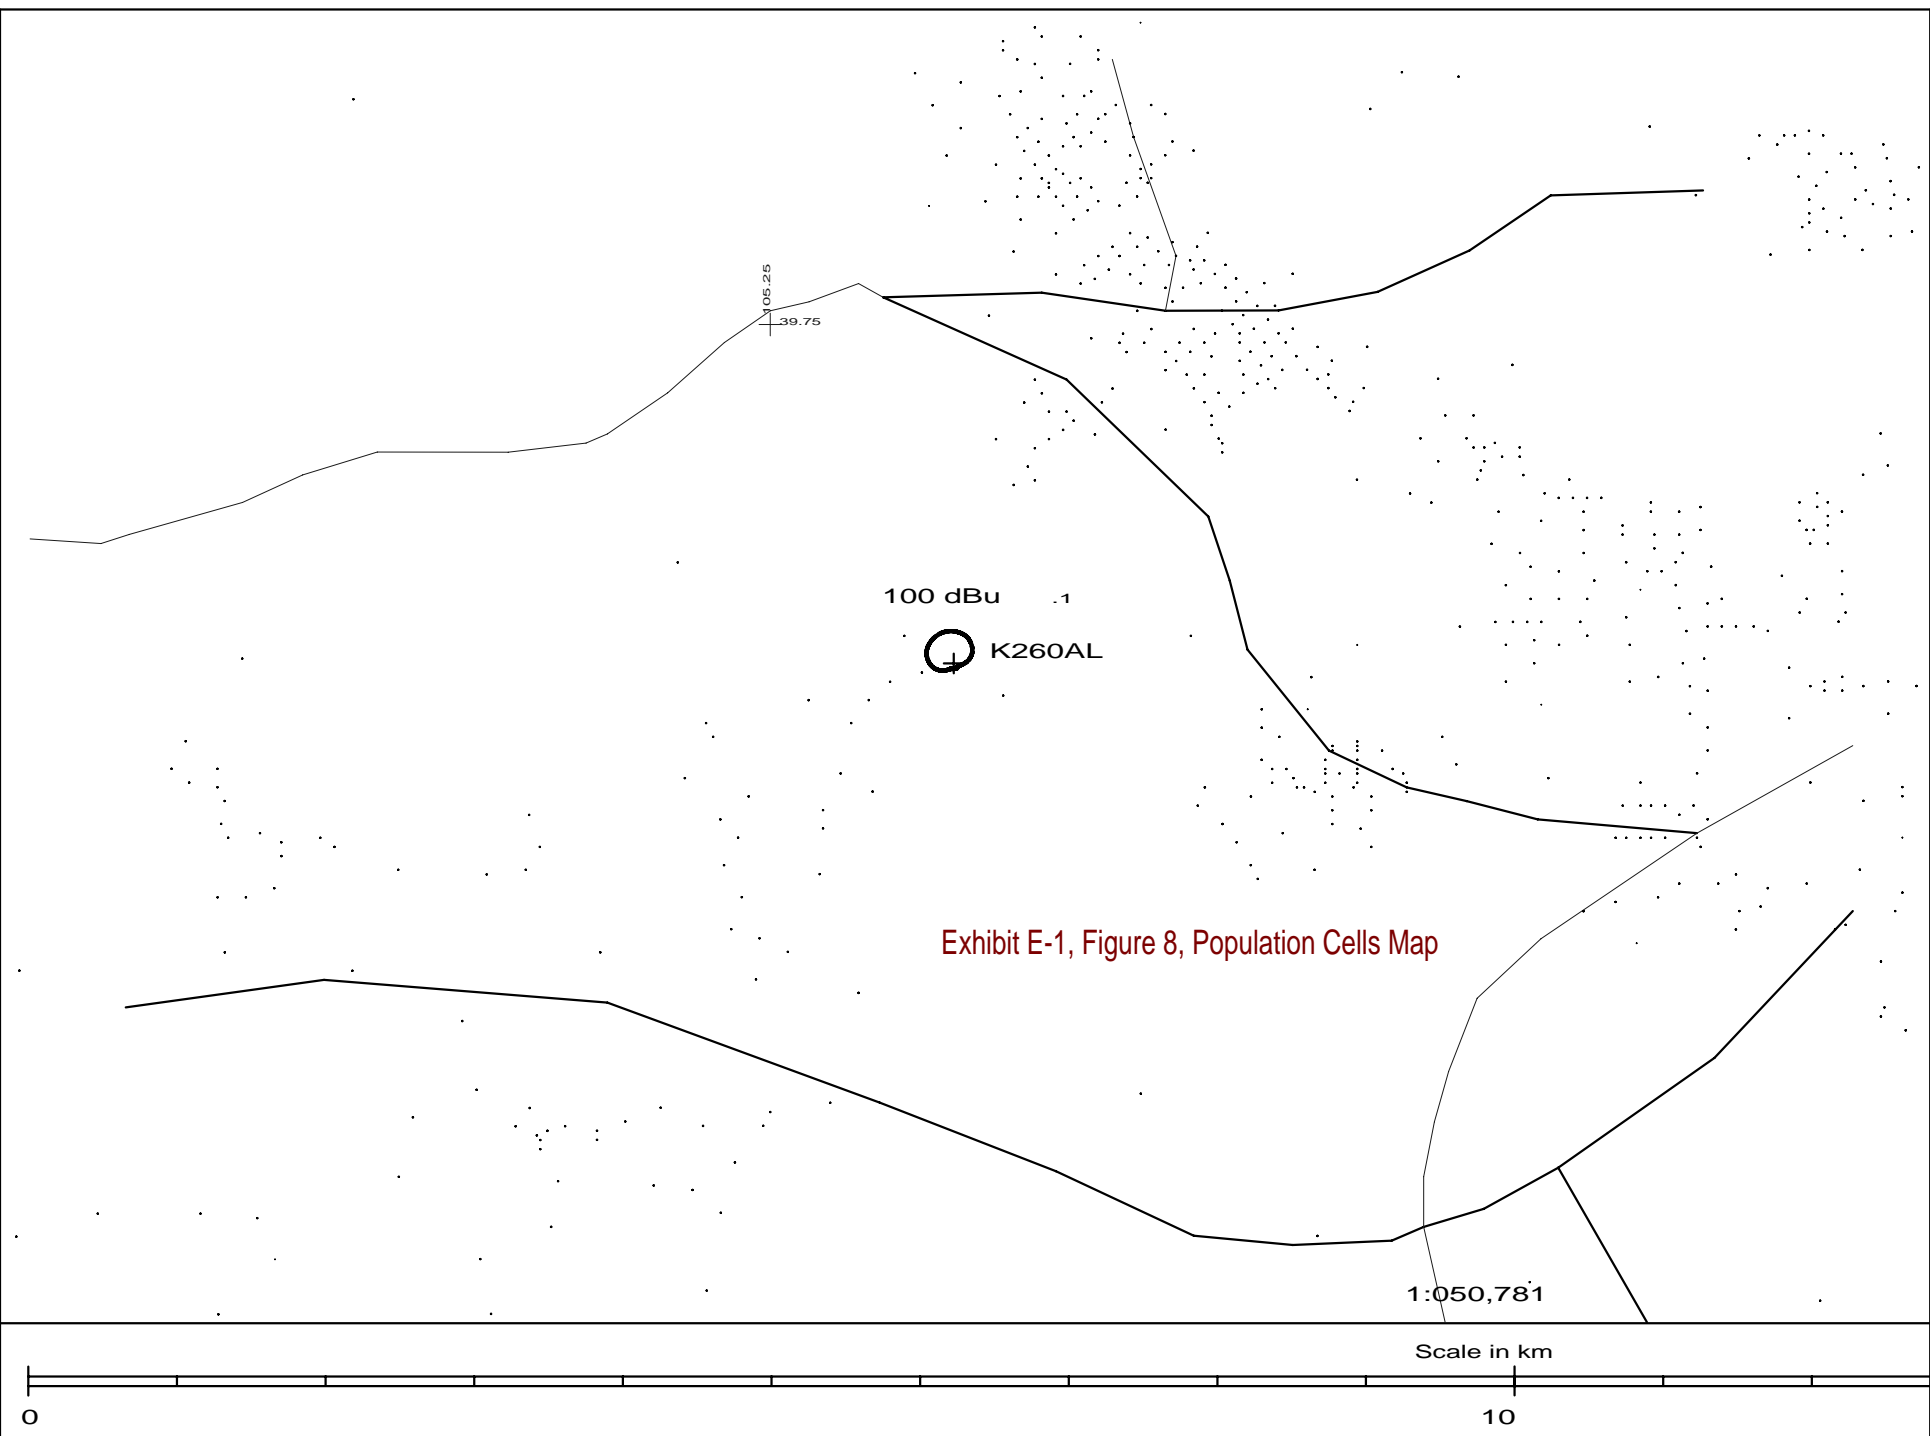 105.25
39.75
100 dBu .1
K260AL
Exhibit E-1, Figure 8, Population Cells Map
1:050,781
Scale in km
0 10